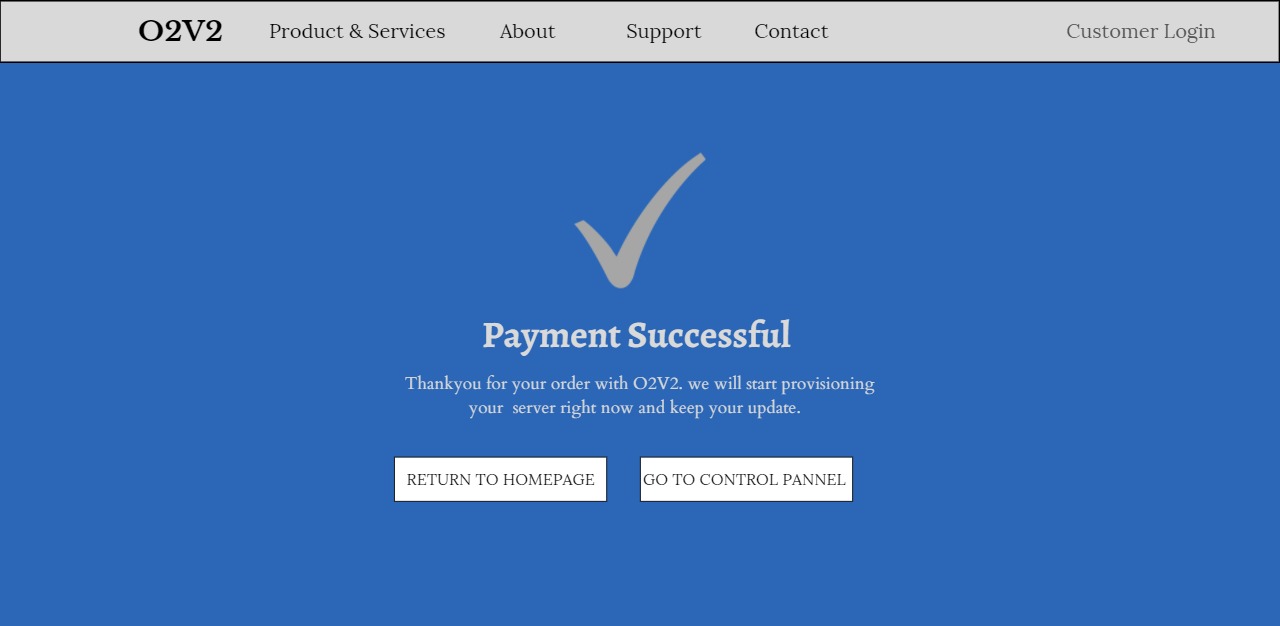 O2V2 Product & Services About Support Contact Customer Login
Payment Successful
Thankyou for your order with O2V2. we will start provisioning
your  server right now and keep your update.
RETURN TO HOMEPAGE GO TO CONTROL PANNEL